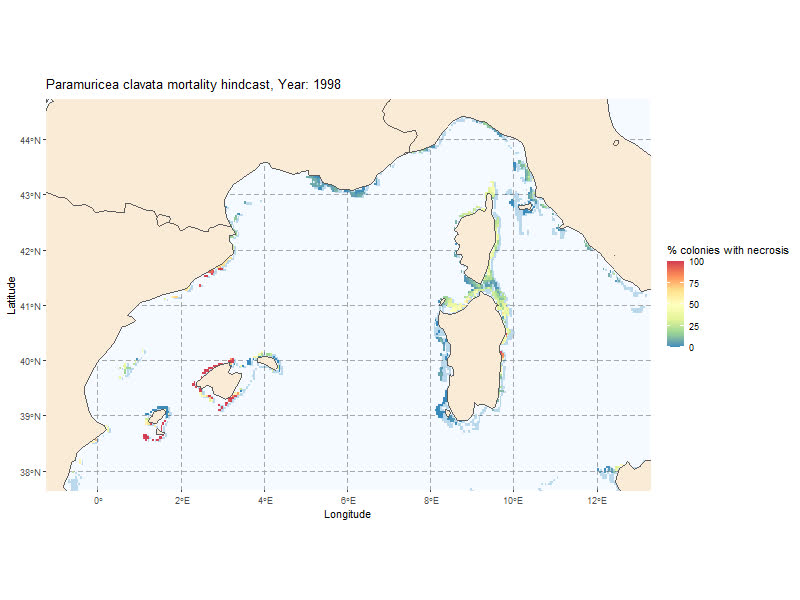 Paramuricea clavata mortality hindcast, Year: 1998
44°N
43°N
42°N
41°N
40°N
39°N
38°N
Latitude
0°
2°E
4°E
6°E
8°E
10°E
12°E
Longitude
% colonies with necrosis
100
75
50
25
0